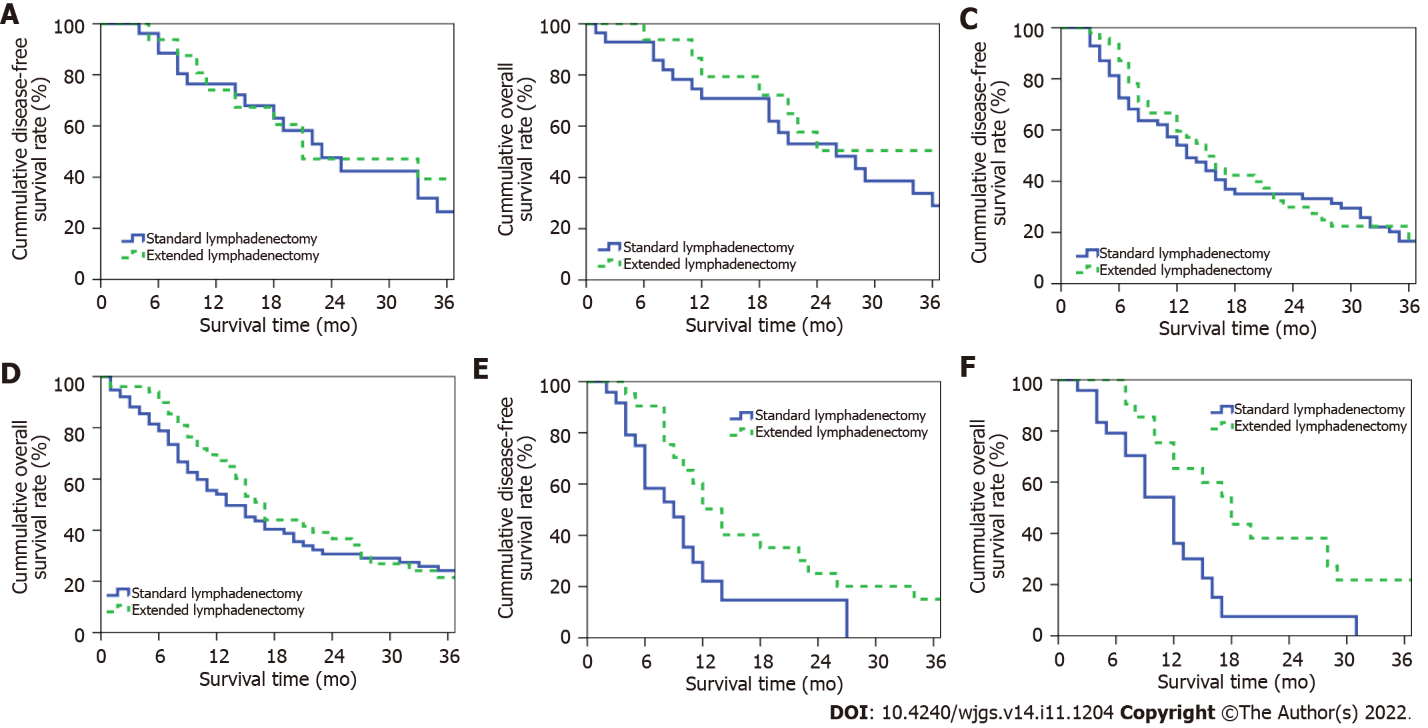 A
Cummulative disease-free
survival rate (%)
100
80
60
40
20
0
Standard lymphadenectomy
Extended lymphadenectomy
0 6 12 18 24 30 36
Survival time (mo)
Cummulative overall
survival rate (%)
100
80
60
40
20
0
Standard lymphadenectomy
Extended lymphadenectomy
0 6 12 18 24 30 36
Survival time (mo)
C
Cummulative disease-free
survival rate (%)
100
80
60
40
20
0
Standard lymphadenectomy
Extended lymphadenectomy
0 6 12 18 24 30 36
Survival time (mo)
D
Cummulative overall
survival rate (%)
100
80
60
40
20
0
Standard lymphadenectomy
Extended lymphadenectomy
0 6 12 18 24 30 36
Survival time (mo)
E
Cummulative disease-free
survival rate (%)
100
80
60
40
20
0
Standard lymphadenectomy
Extended lymphadenectomy
0 6 12 18 24 30 36
Survival time (mo)
F
Cummulative overall
survival rate (%)
100
80
60
40
20
0
Standard lymphadenectomy
Extended lymphadenectomy
0 6 12 18 24 30 36
Survival time (mo)
DOI: 10.4240/wjgs.v14.i11.1204 Copyright ©The Author(s) 2022.